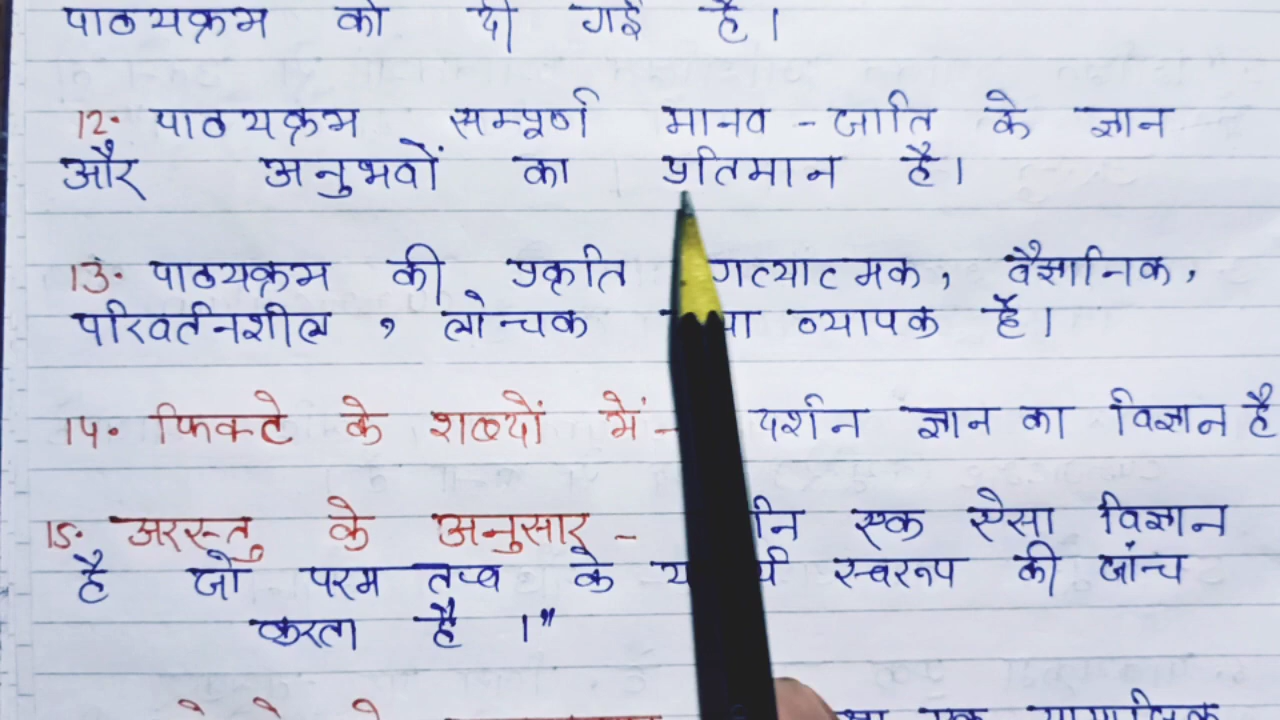 पाठ्यक्रम को दी गई है।
12. पाठ्यक्रम सम्पूर्ण मानव - जाति के ज्ञान
और अनुभवों का प्रतिमान है।
13. पाठ्यक्रम की प्रकृति गत्यात्मक, वैज्ञानिक,
परिवर्तनशील, लोचक व्यापक है।
14. फिक्टे के शब्दों में - दर्शन ज्ञान का विज्ञान है
15. अरस्तु के अनुसार - एक ऐसा विज्ञान
है जो परम तत्व के स्वरूप की जांच
करता है ।"
एक